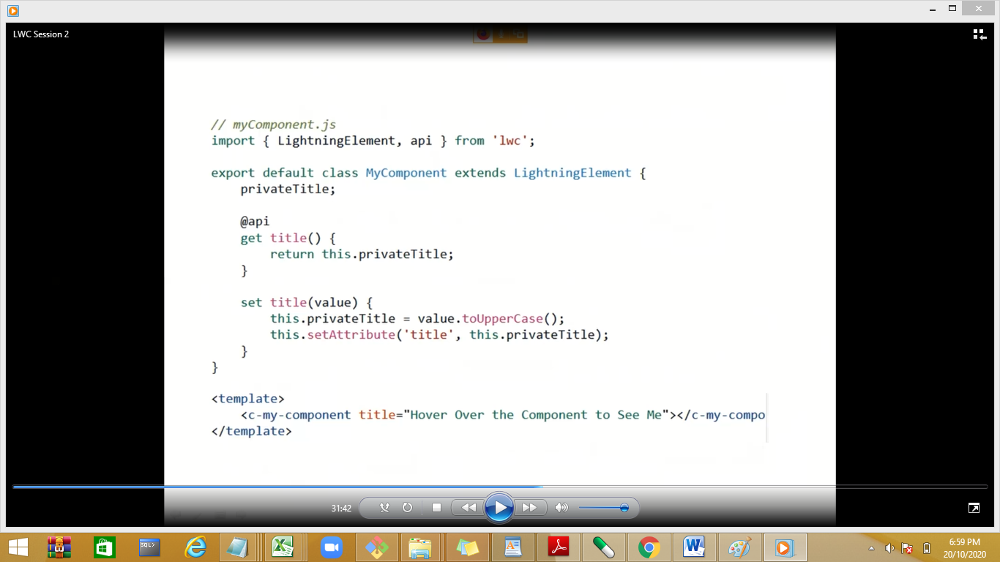 LWC Session 2
// myComponent.js
import { LightningElement, api } from 'lwc';
export default class MyComponent extends LightningElement {
    privateTitle;
    @api
    get title() {
        return this.privateTitle;
    }
    set title(value) {
        this.privateTitle = value.toUpperCase();
        this.setAttribute('title', this.privateTitle);
    }
}
<template>
    <c-my-component title="Hover Over the Component to See Me"></c-my-compo
</template>
31:42
SQL>
6:59 PM
20/10/2020